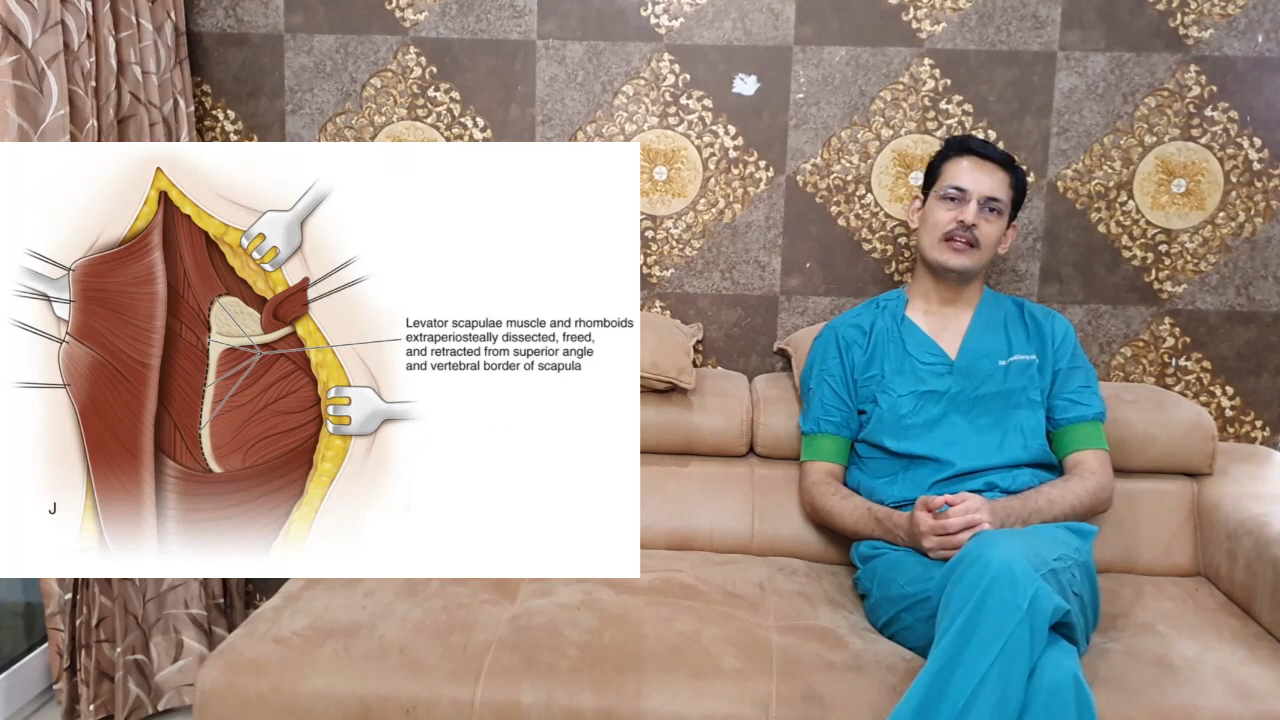 Levator scapulae muscle and rhomboids
extraperiosteally dissected, freed,
and retracted from superior angle
and vertebral border of scapula
J